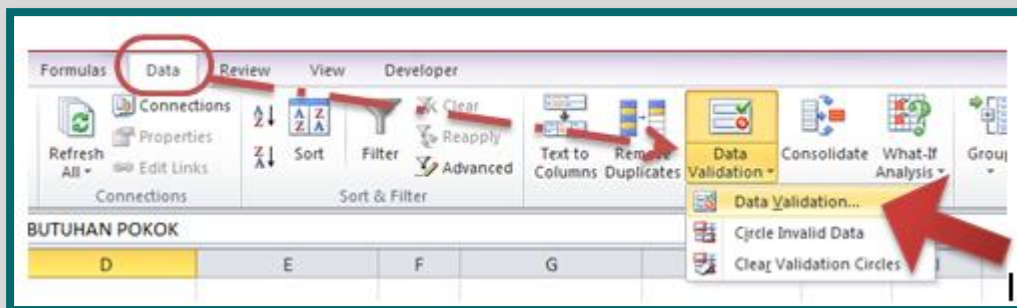 Formulas Data Review View Developer
Connections
Properties
Edit Links
Refresh
All
Connections
Sort
Filter
Clear
Reapply
Advanced
Sort & Filter
Text to
Columns
Remove
Duplicates
Data
Validation
Consolidate
What-If
Analysis
Group
Data Validation...
Circle Invalid Data
Clear Validation Circles
BUTUHAN POKOK
D E F G